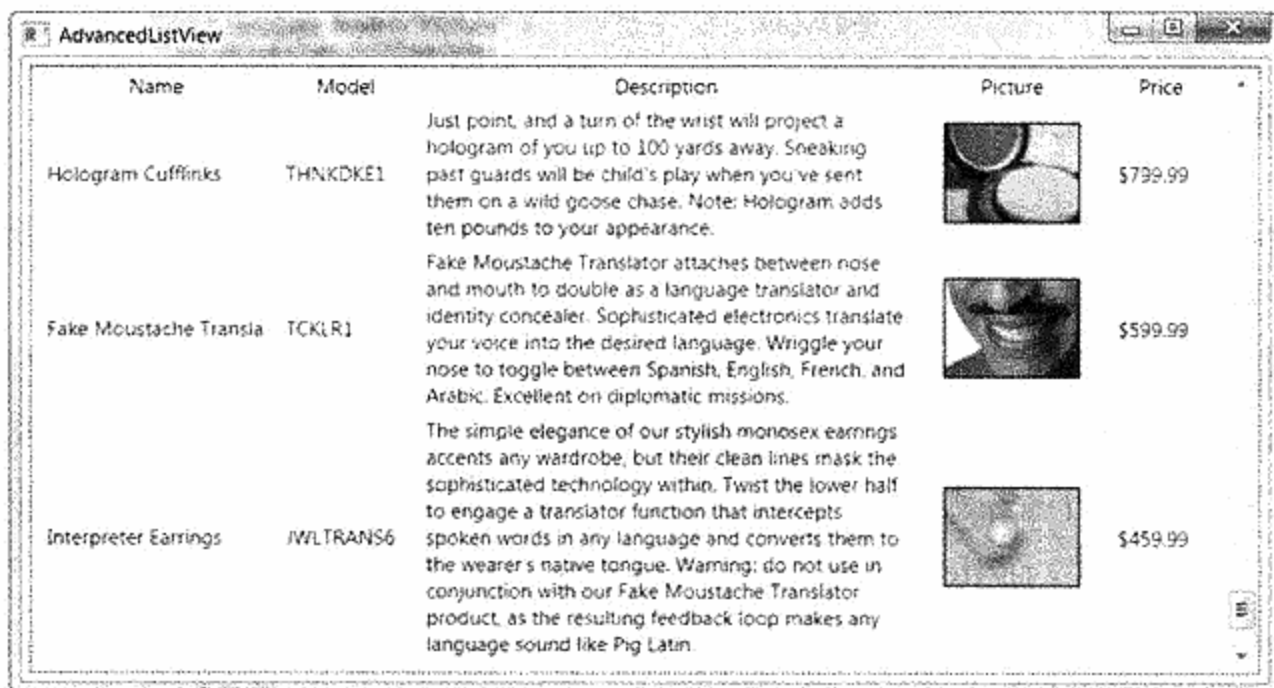 AdvancedListView
Name Model Description Picture Price
Hologram Cufflinks THNKDKE1 Just point, and a turn of the wrist will project a
hologram of you up to 100 yards away. Sneaking
past guards will be child's play when you've sent
them on a wild goose chase. Note: Hologram adds
ten pounds to your appearance. $799.99
Fake Moustache Transla TCKLR1 Fake Moustache Translator attaches between nose
and mouth to double as a language translator and
identity concealer. Sophisticated electronics translate
your voice into the desired language. Wriggle your
nose to toggle between Spanish, English, French, and
Arabic. Excellent on diplomatic missions. $599.99
Interpreter Earrings JWLTRANS6 The simple elegance of our stylish monosex earrings
accents any wardrobe, but their clean lines mask the
sophisticated technology within. Twist the lower half
to engage a translator function that intercepts
spoken words in any language and converts them to
the wearer's native tongue. Warning: do not use in
conjunction with our Fake Moustache Translator
product, as the resulting feedback loop makes any
language sound like Pig Latin. $459.99